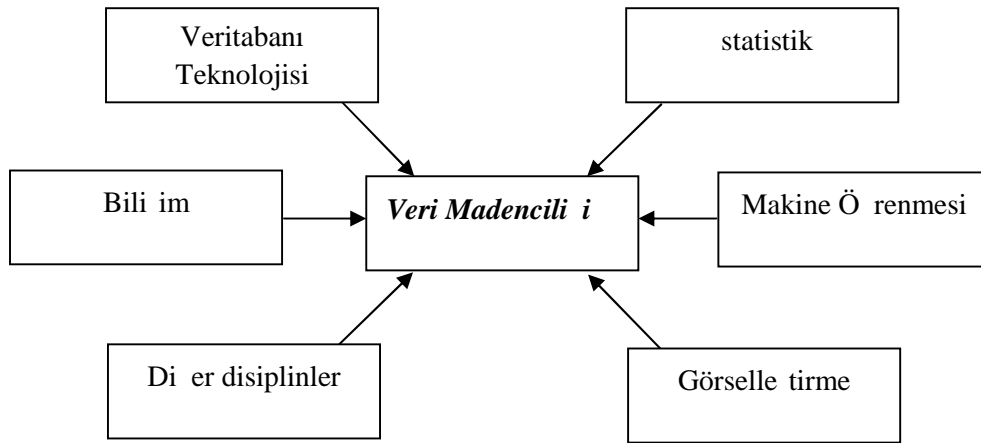 Veritabanı
Teknolojisi
statistik
Bili im
Veri Madencili i
Makine Ö renmesi
Di er disiplinler
Görselle tirme